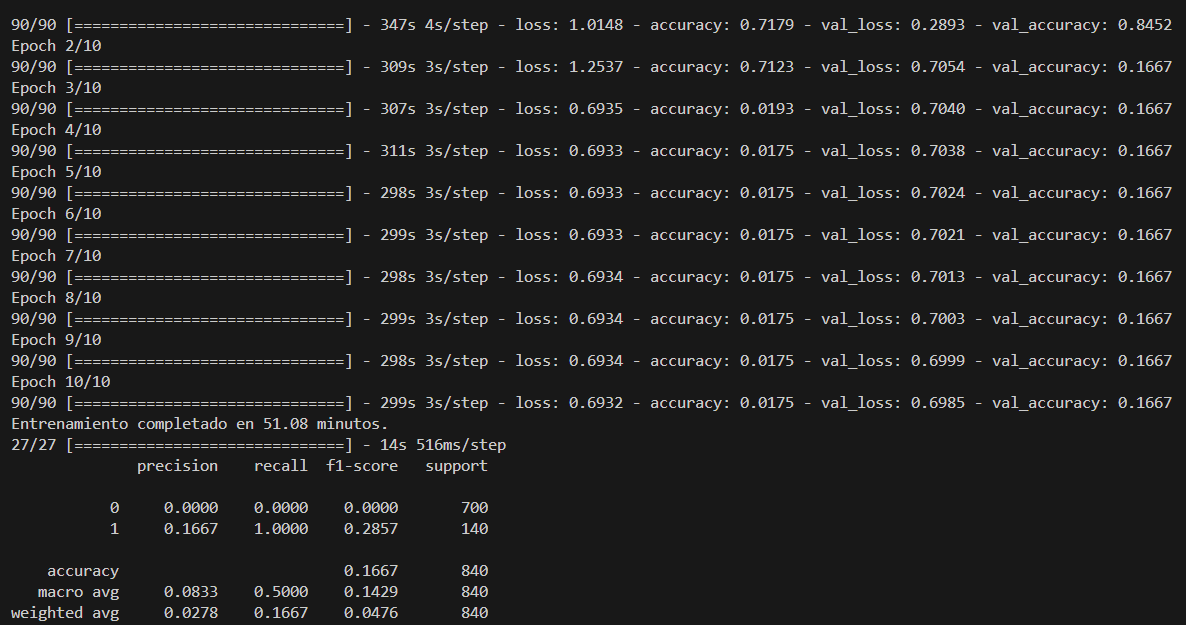 90/90 [==============================] - 347s 4s/step - loss: 1.0148 - accuracy: 0.7179 - val_loss: 0.2893 - val_accuracy: 0.8452
Epoch 2/10
90/90 [==============================] - 309s 3s/step - loss: 1.2537 - accuracy: 0.7123 - val_loss: 0.7054 - val_accuracy: 0.1667
Epoch 3/10
90/90 [==============================] - 307s 3s/step - loss: 0.6935 - accuracy: 0.0193 - val_loss: 0.7040 - val_accuracy: 0.1667
Epoch 4/10
90/90 [==============================] - 311s 3s/step - loss: 0.6933 - accuracy: 0.0175 - val_loss: 0.7038 - val_accuracy: 0.1667
Epoch 5/10
90/90 [==============================] - 298s 3s/step - loss: 0.6933 - accuracy: 0.0175 - val_loss: 0.7024 - val_accuracy: 0.1667
Epoch 6/10
90/90 [==============================] - 299s 3s/step - loss: 0.6933 - accuracy: 0.0175 - val_loss: 0.7021 - val_accuracy: 0.1667
Epoch 7/10
90/90 [==============================] - 298s 3s/step - loss: 0.6934 - accuracy: 0.0175 - val_loss: 0.7013 - val_accuracy: 0.1667
Epoch 8/10
90/90 [==============================] - 299s 3s/step - loss: 0.6934 - accuracy: 0.0175 - val_loss: 0.7003 - val_accuracy: 0.1667
Epoch 9/10
90/90 [==============================] - 298s 3s/step - loss: 0.6934 - accuracy: 0.0175 - val_loss: 0.6999 - val_accuracy: 0.1667
Epoch 10/10
90/90 [==============================] - 299s 3s/step - loss: 0.6932 - accuracy: 0.0175 - val_loss: 0.6985 - val_accuracy: 0.1667
Entrenamiento completado en 51.08 minutos.
27/27 [==============================] - 14s 516ms/step
              precision    recall  f1-score   support

           0     0.0000    0.0000    0.0000       700
           1     0.1667    1.0000    0.2857       140

    accuracy                         0.1667       840
   macro avg     0.0833    0.5000    0.1429       840
weighted avg     0.0278    0.1667    0.0476       840